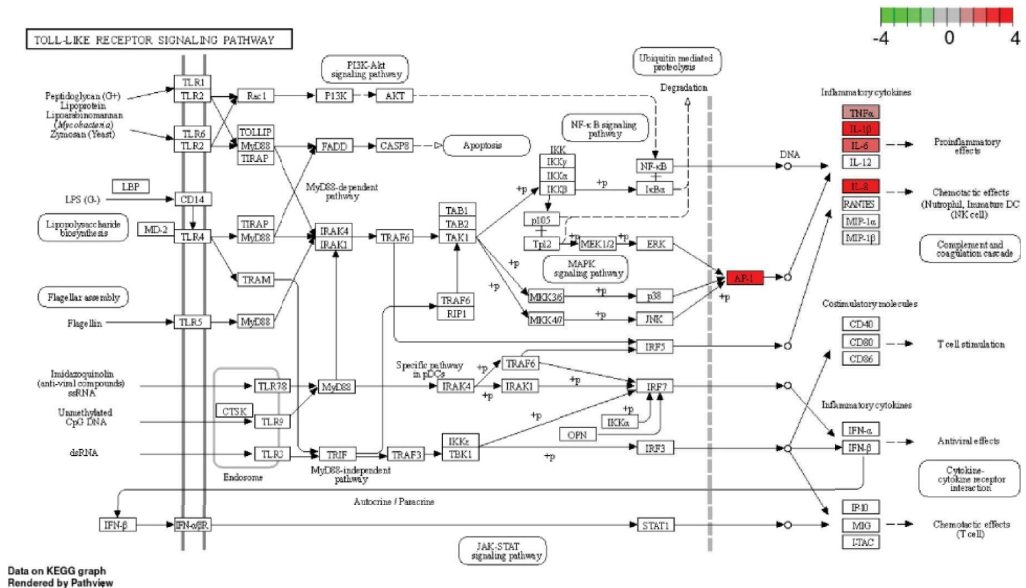 -4 0 4
TOLL-LIKE RECEPTOR SIGNALING PATHWAY
PI3K-Akt
signaling pathway
Ubiquitin mediated
proteolysis
Degradation
Peptidoglycan (G+)
Lipoprotein
Lipoarabinomannan
(Mycobacteria)
Zymosan (Yeast)
TLR1
TLR2
TLR6
TLR2
Rac1
PI3K
AKT
TOLLIP
MyD88
TIRAP
FADD
CASP8
Apoptosis
NF-κB signaling
pathway
IKK
IKKγ
IKKα
IKKβ
+p
NF-κB
IκBα
DNA
Inflammatory cytokines
TNFα
IL-1β
IL-6
IL-12
Proinflammatory
effects
IL-8
RANTES
MIP-1α
MIP-1β
Chemotactic effects
(Nutrophil, Immature DC
(NK cell)
Complement and
coagulation cascade
LBP
LPS (G-)
CD14
MyD88-dependent
pathway
+p
Lipopolysaccharide
biosynthesis
MD-2
TLR4
TIRAP
MyD88
IRAK4
IRAK1
TRAF6
TAB1
TAB2
TAK1
p105
Tpl2
+p
MEK1/2
+p
ERK
MAPK
signaling pathway
AP-1
+p
TRAM
TRAF6
RIP1
+p
+p
MKK3/6
+p
p38
+p
MKK4/7
+p
JNK
Flagellar assembly
Flagellin
TLR5
MyD88
Costimulatory molecules
CD40
CD80
CD86
T cell stimulation
IRF5
Imidazoquinolin
(anti-viral compounds)
ssRNA
TLR78
MyD88
Specific pathway
in pDCs
IRAK4
+p
TRAF6
+p
IRAK1
+p
IRF7
Unmethylated
CpG DNA
CTSK
TLR9
+p
IKKα
+p
OPN
+p
dsRNA
TLR3
TRIF
TRAF3
IKKε
TBK1
+p
IRF3
Endosome
MyD88-independent
pathway
Inflammatory cytokines
IFN-α
IFN-β
Antiviral effects
Cytokine-
cytokine receptor
interaction
Autocrine / Paracrine
IFN-β
IFN-αβR
STAT1
IP10
MIG
I-TAC
Chemotactic effects
(T cell)
JAK-STAT
signaling pathway
Data on KEGG graph
Rendered by Pathview